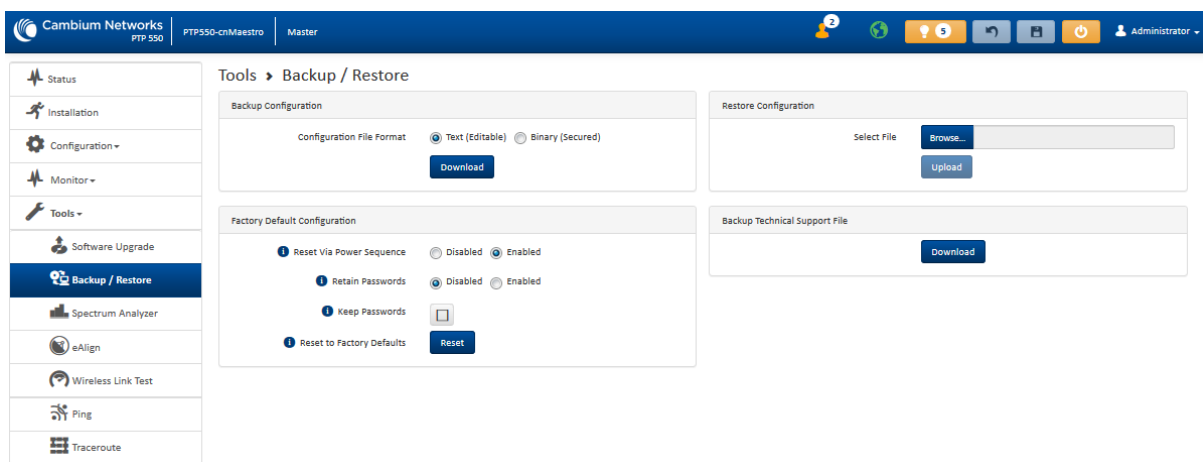 Cambium Networks
PTP 550
PTP550-cnMaestro
Master
2
5
Administrator
Status
Installation
Configuration
Monitor
Tools
Software Upgrade
Backup / Restore
Spectrum Analyzer
eAlign
Wireless Link Test
Ping
Traceroute
Tools > Backup / Restore
Backup Configuration
Configuration File Format Text (Editable) Binary (Secured)
Download
Restore Configuration
Select File Browse...
Upload
Factory Default Configuration
Reset Via Power Sequence Disabled Enabled
Retain Passwords Disabled Enabled
Keep Passwords
Reset to Factory Defaults Reset
Backup Technical Support File
Download